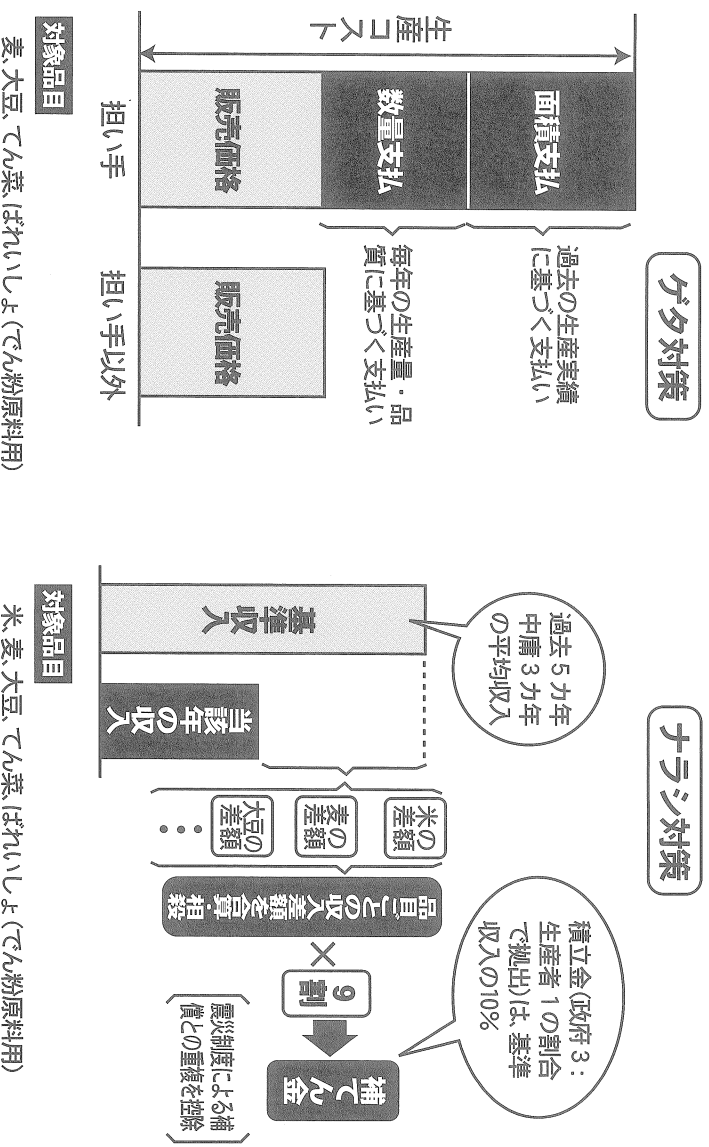 ゲタ対策
生産コスト
面積支払
数量支払
販売価格
過去の生産実績
に基づく支払い
毎年の生産量・品
質に基づく支払い
販売価格
担い手
担い手以外
対象品目
麦、大豆、てん菜、ばれいしょ（でん粉原料用）
ナラシ対策
過去5カ年
中庸3カ年
の平均収入
基準収入
当該年の収入
米の
差額
麦の
差額
大豆の
差額
・・・
品目ごとの収入差額を合算・相殺
×
9
割
補てん金
積立金（政府3：
生産者1の割合
で拠出）は、基準
収入の10%
震災制度による補
償との重複を控除
対象品目
米、麦、大豆、てん菜、ばれいしょ（でん粉原料用）